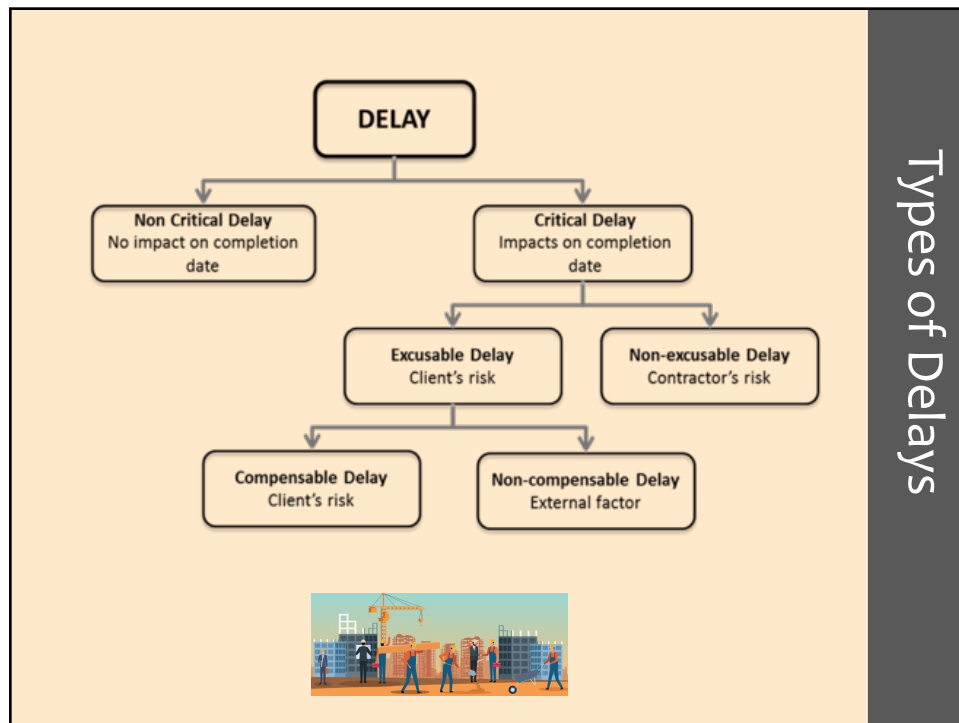 DELAY
Non Critical Delay
No impact on completion
date
Critical Delay
Impacts on completion
date
Excusable Delay
Client's risk
Non-excusable Delay
Contractor's risk
Compensable Delay
Client's risk
Non-compensable Delay
External factor
Types of Delays